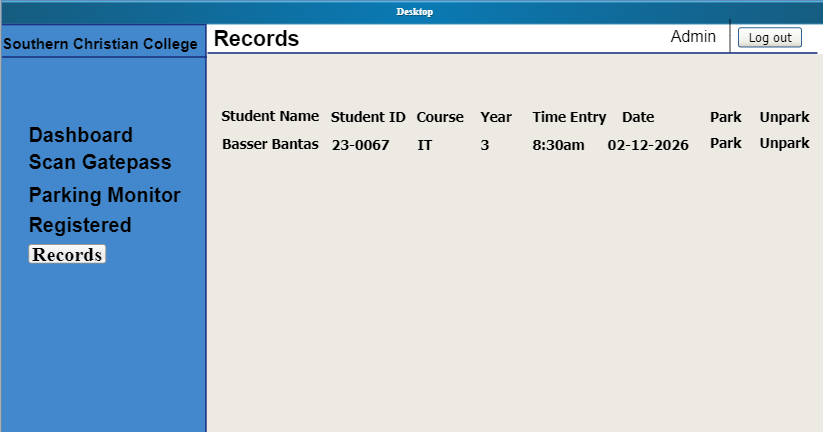 Desktop
Southern Christian College
Records
Admin
Log out
Dashboard
Scan Gatepass
Parking Monitor
Registered
Records
Student Name Student ID Course Year Time Entry Date Park Unpark
Basser Bantas 23-0067 IT 3 8:30am 02-12-2026 Park Unpark